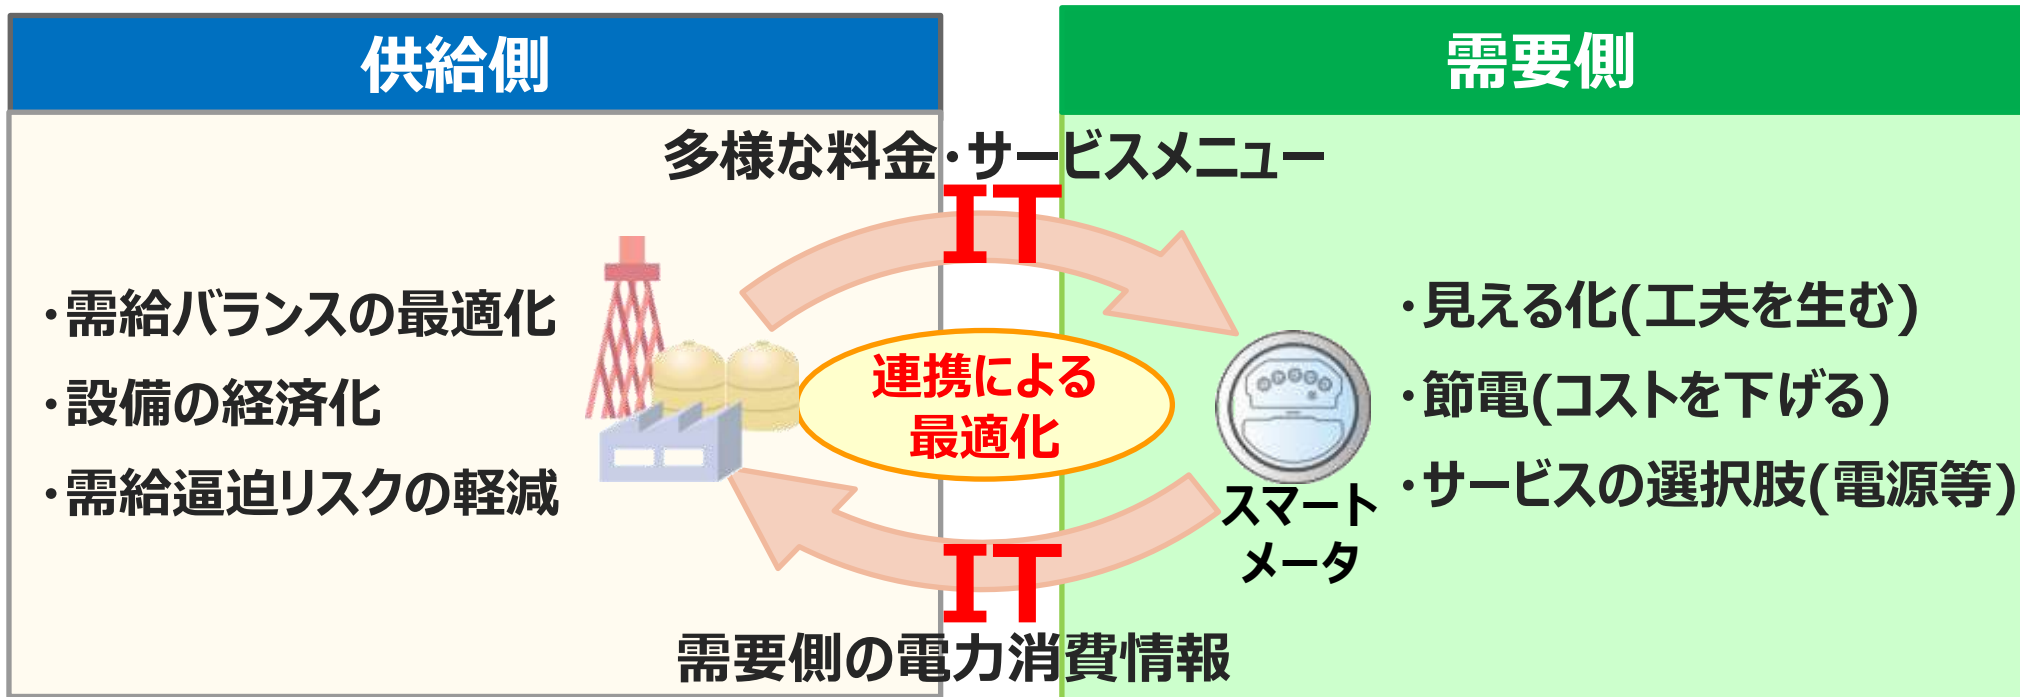 供給側
需要側
多様な料金・サービスメニュー
IT
・需給バランスの最適化
・設備の経済化
・需給逼迫リスクの軽減
連携による
最適化
スマート
メータ
・見える化(工夫を生む)
・節電(コストを下げる)
・サービスの選択肢(電源等)
IT
需要側の電力消費情報